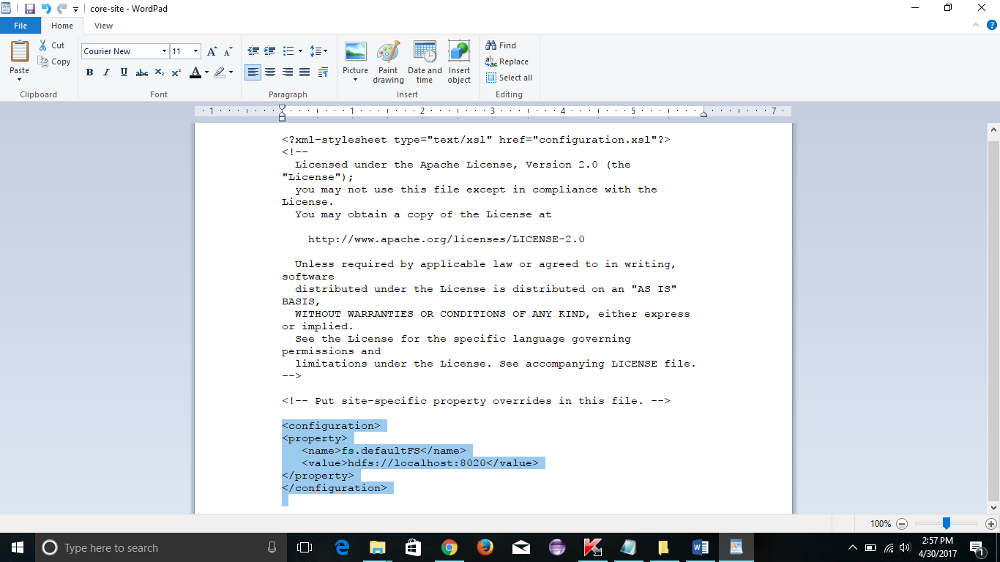 core-site - WordPad
File Home View
Paste
Cut
Copy
Clipboard
Courier New 11
B I U abc X₂ X² A
Font
Paragraph
Picture
Paint drawing
Date and time
Insert object
Insert
Find
Replace
Select all
Editing
1 1 2 3 4 5 7
<?xml-stylesheet type="text/xsl" href="configuration.xsl"?>
<!--
Licensed under the Apache License, Version 2.0 (the
"License");
you may not use this file except in compliance with the
License.
You may obtain a copy of the License at
http://www.apache.org/licenses/LICENSE-2.0
Unless required by applicable law or agreed to in writing,
software
distributed under the License is distributed on an "AS IS"
BASIS,
WITHOUT WARRANTIES OR CONDITIONS OF ANY KIND, either express
or implied.
See the License for the specific language governing
permissions and
limitations under the License. See accompanying LICENSE file.
-->
<!-- Put site-specific property overrides in this file. -->
<configuration>
<property>
<name>fs.defaultFS</name>
<value>hdfs://localhost:8020</value>
</property>
</configuration>
100%
Type here to search
2:57 PM
4/30/2017
1